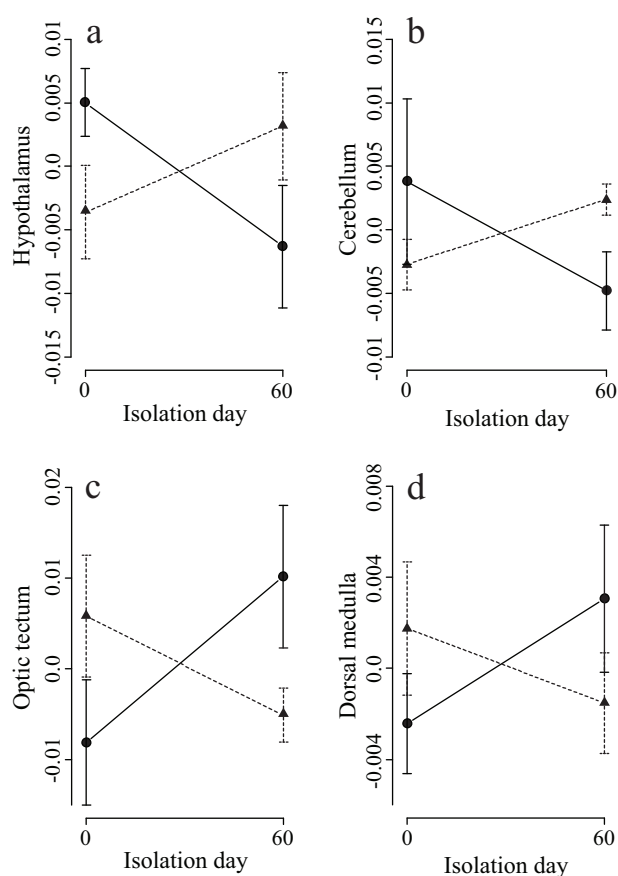 a
0.01
0.005
0.0
-0.005
-0.01
-0.015
Hypothalamus
0
60
Isolation day
b
0.015
0.01
0.005
0.0
-0.005
-0.01
Cerebellum
0
60
Isolation day
c
0.02
0.01
0.0
-0.01
Optic tectum
0
60
Isolation day
d
0.008
0.004
0.0
-0.004
Dorsal medulla
0
60
Isolation day